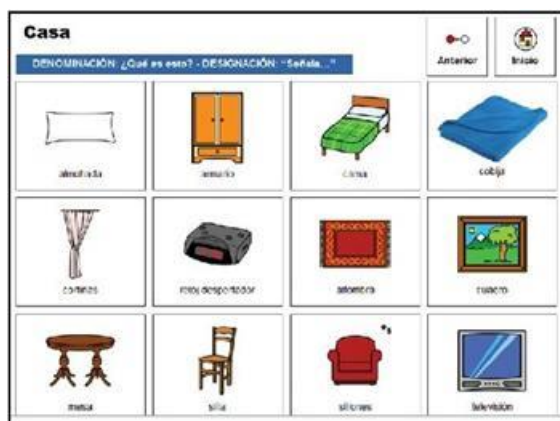 Casa
Anterior
Inicio
DENOMINACIÓN: ¿Qué es esto? - DESIGNACIÓN: “Señala...”
almohada
armario
cama
cobija
cortinas
reloj despertador
alfombra
cuadro
mesa
silla
sillones
televisión